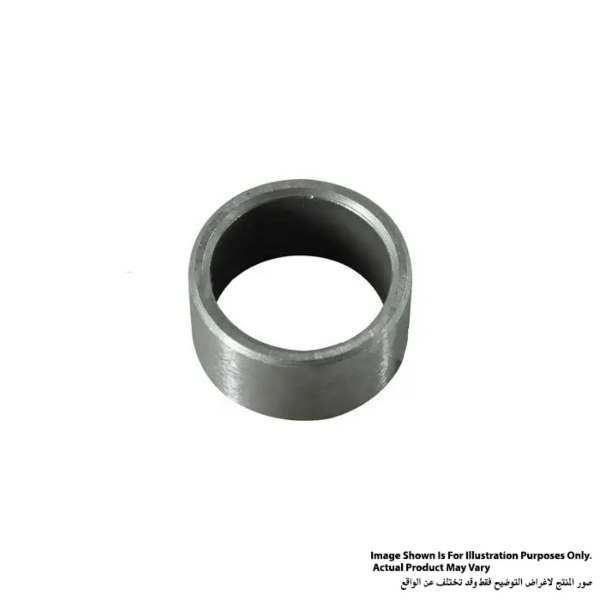 Image Shown Is For Illustration Purposes Only.
Actual Product May Vary
صور المنتج لاغراض التوضيح فقط وقد تختلف عن الواقع